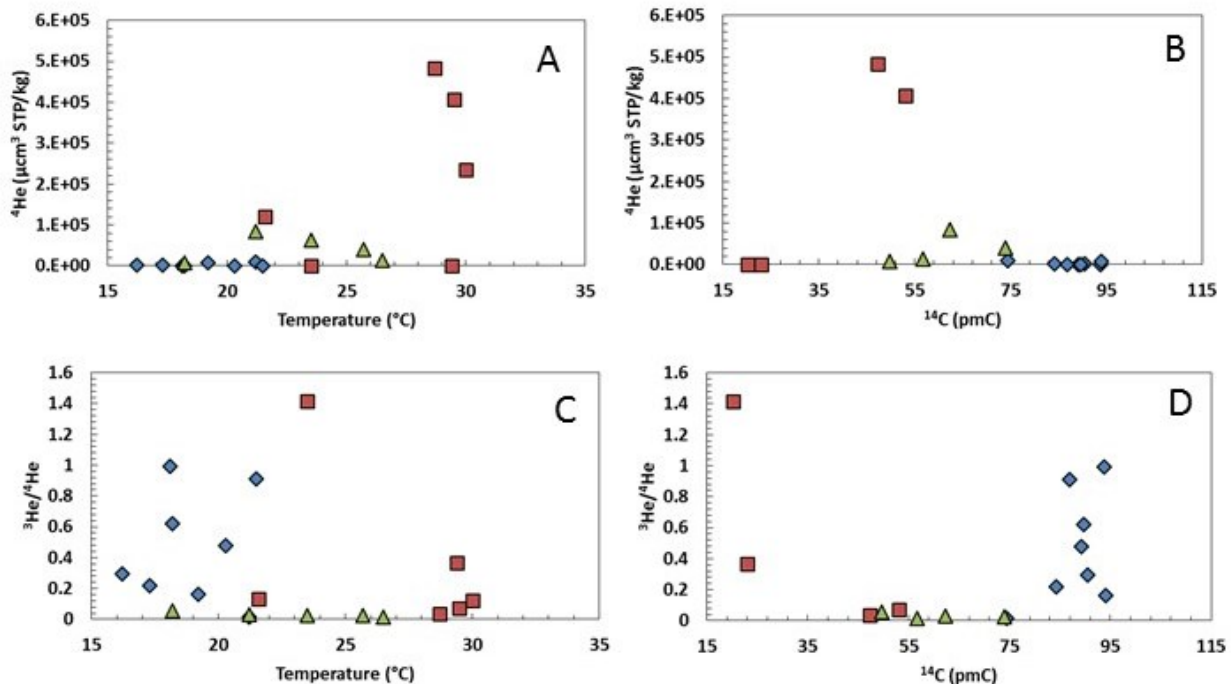 A
⁴He (µcm³ STP/kg)
6.E+05
5.E+05
4.E+05
3.E+05
2.E+05
1.E+05
0.E+00
15 20 25 30 35
Temperature (°C)
B
⁴He (µcm³ STP/kg)
6.E+05
5.E+05
4.E+05
3.E+05
2.E+05
1.E+05
0.E+00
15 35 55 75 95 115
¹⁴C (pmC)
C
³He/⁴He
1.6
1.4
1.2
1
0.8
0.6
0.4
0.2
0
15 20 25 30 35
Temperature (°C)
D
³He/⁴He
1.6
1.4
1.2
1
0.8
0.6
0.4
0.2
0
15 35 55 75 95 115
¹⁴C (pmC)